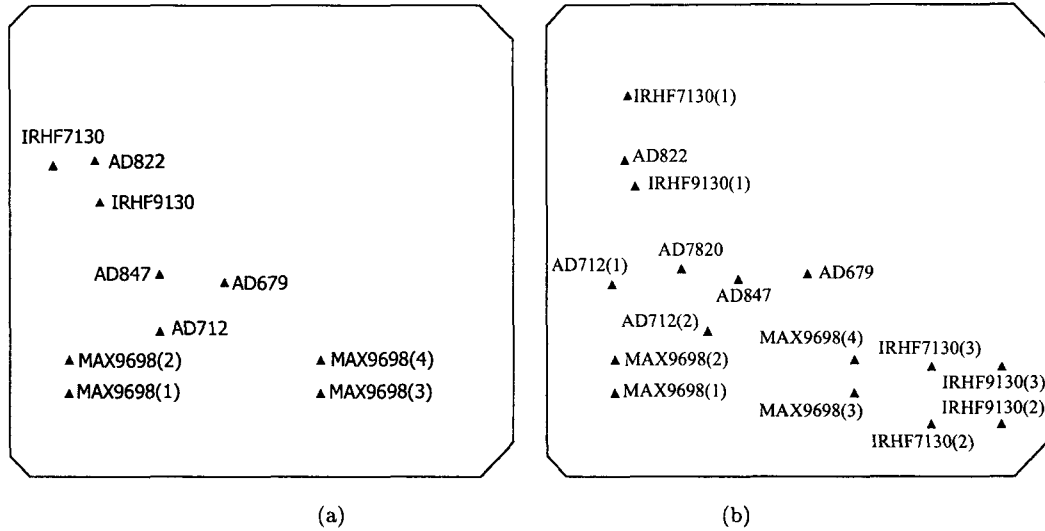 IRHF7130
AD822
IRHF9130
AD847
AD679
AD712
MAX9698(2)
MAX9698(4)
MAX9698(1)
MAX9698(3)
(a)
IRHF7130(1)
AD822
IRHF9130(1)
AD7820
AD712(1)
AD679
AD847
AD712(2)
MAX9698(4)
IRHF7130(3)
MAX9698(2)
IRHF9130(3)
MAX9698(1)
MAX9698(3)
IRHF9130(2)
IRHF7130(2)
(b)